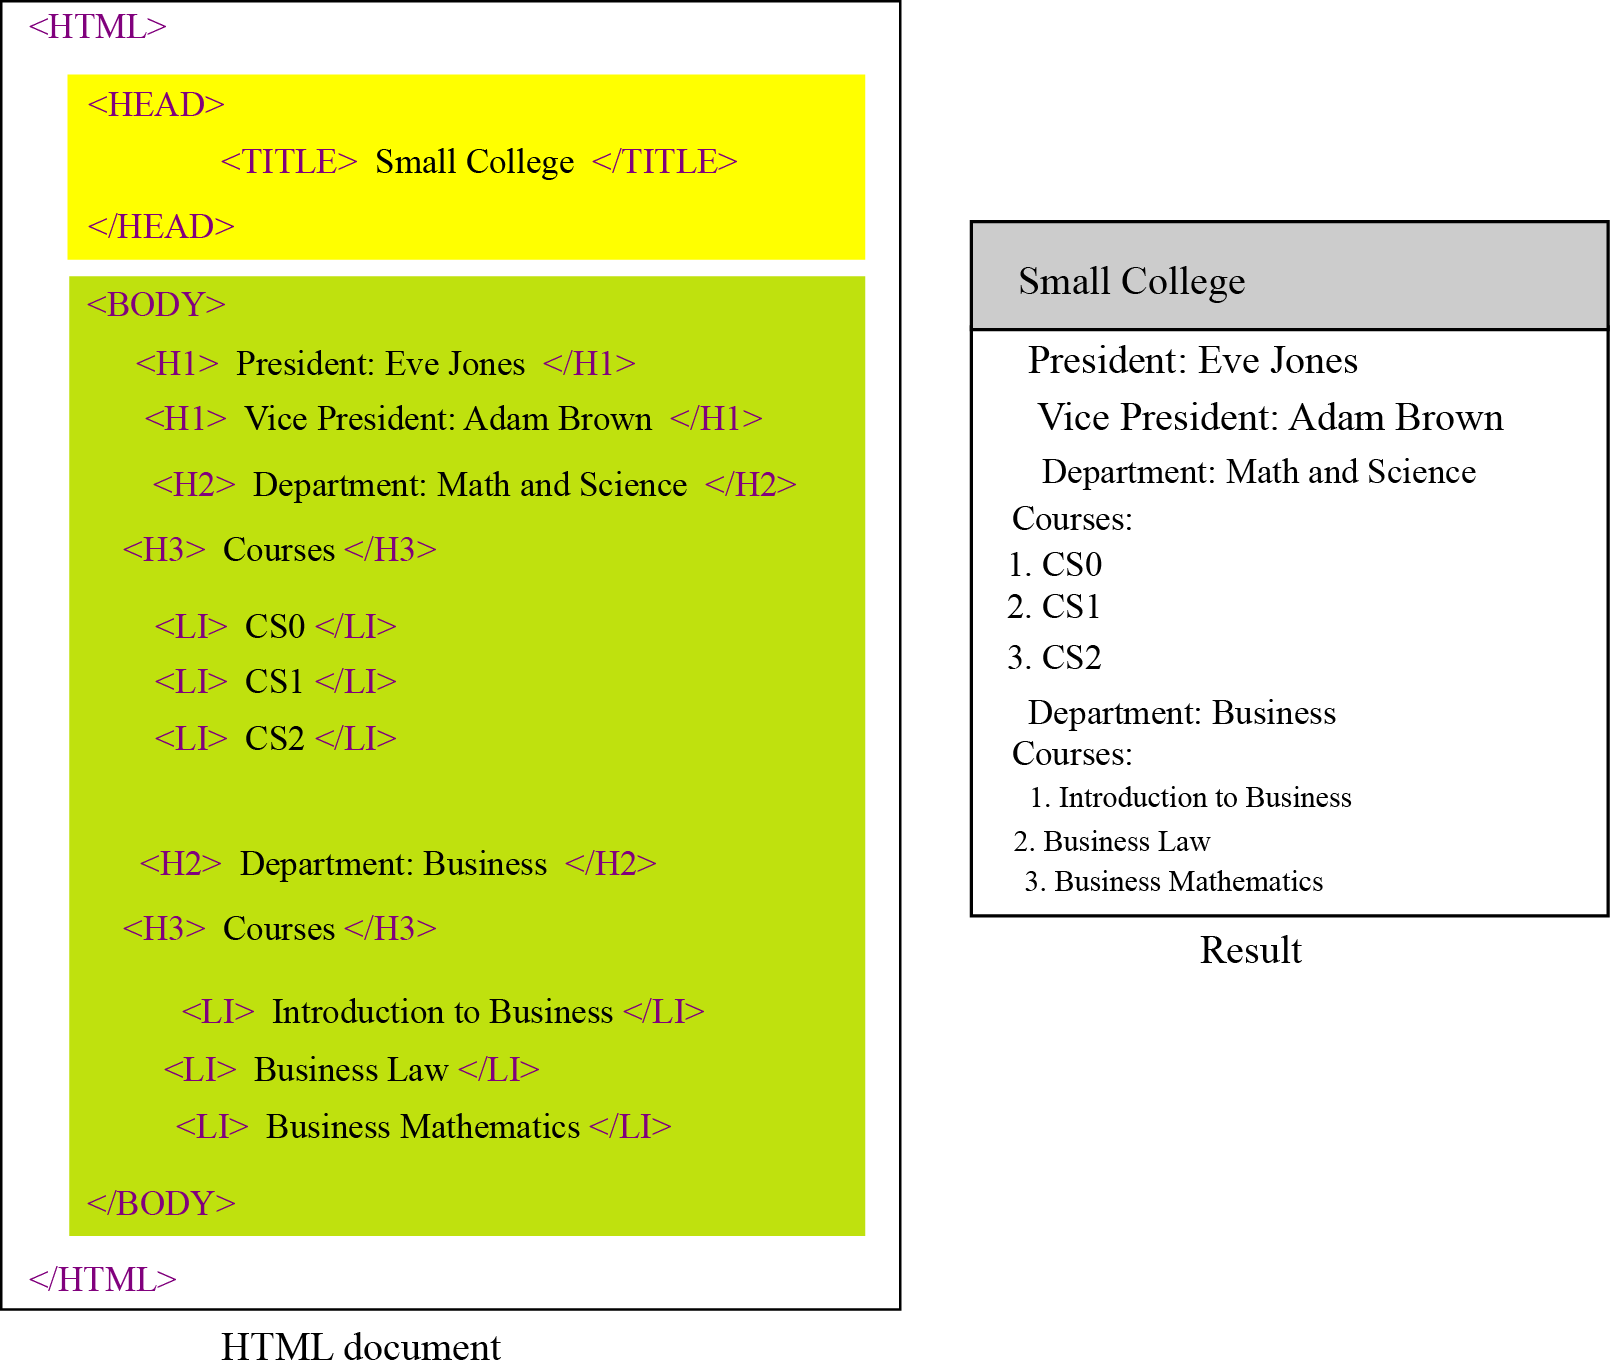 <HTML>
<HEAD>
<TITLE> Small College </TITLE>
</HEAD>
<BODY>
<H1> President: Eve Jones </H1>
<H1> Vice President: Adam Brown </H1>
<H2> Department: Math and Science </H2>
<H3> Courses </H3>
<LI> CS0 </LI>
<LI> CS1 </LI>
<LI> CS2 </LI>
<H2> Department: Business </H2>
<H3> Courses </H3>
<LI> Introduction to Business </LI>
<LI> Business Law </LI>
<LI> Business Mathematics </LI>
</BODY>
</HTML>
HTML document
Small College
President: Eve Jones
Vice President: Adam Brown
Department: Math and Science
Courses:
1. CS0
2. CS1
3. CS2
Department: Business
Courses:
1. Introduction to Business
2. Business Law
3. Business Mathematics
Result